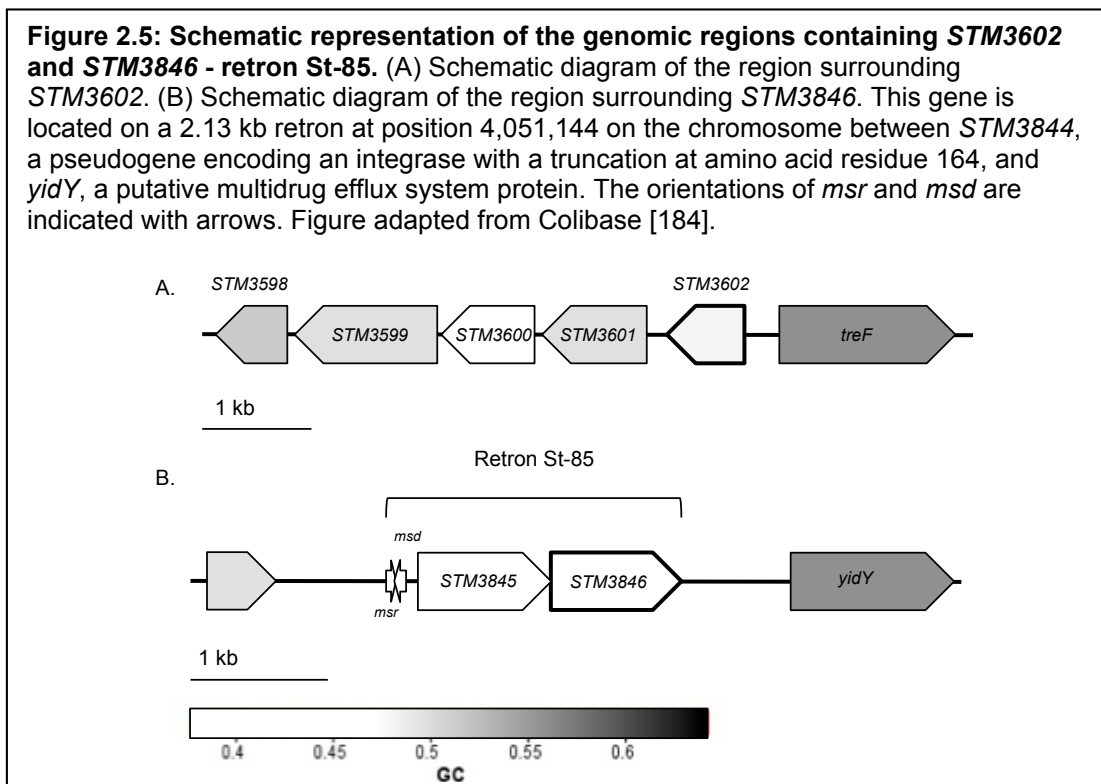 Figure 2.5: Schematic representation of the genomic regions containing STM3602
and STM3846 - retron St-85. (A) Schematic diagram of the region surrounding
STM3602. (B) Schematic diagram of the region surrounding STM3846. This gene is
located on a 2.13 kb retron at position 4,051,144 on the chromosome between STM3844,
a pseudogene encoding an integrase with a truncation at amino acid residue 164, and
yidY, a putative multidrug efflux system protein. The orientations of msr and msd are
indicated with arrows. Figure adapted from Colibase [184].
A. STM3598 STM3602
STM3599 STM3600 STM3601 treF
1 kb
Retron St-85
B.
msd
STM3845 STM3846 yidY
msr
1 kb
0.4 0.45 0.5 0.55 0.6
GC